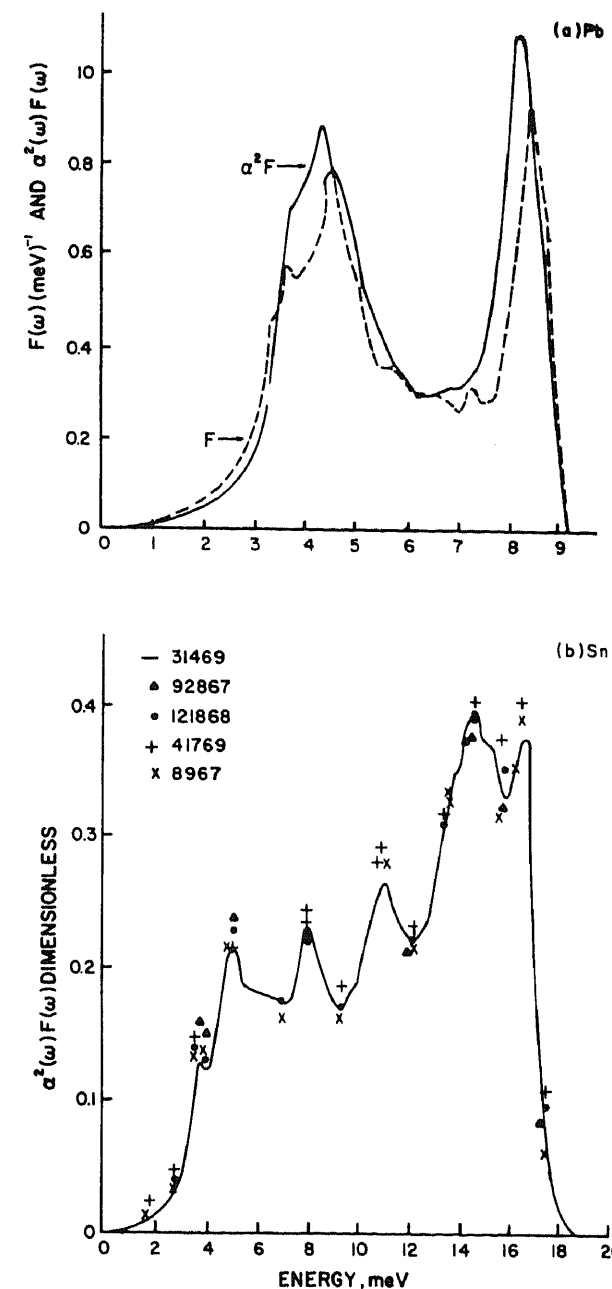 (a) Pb
F(ω) (meV)⁻¹ AND α²(ω) F(ω)
10
0.8
0.6
0.4
0.2
0
α²F
F
0 1 2 3 4 5 6 7 8 9
(b) Sn
α²(ω) F(ω) DIMENSIONLESS
0.4
0.3
0.2
0.1
0
— 31469
▲ 92867
• 121868
+ 41769
x 8967
0 2 4 6 8 10 12 14 16 18 20
ENERGY, meV